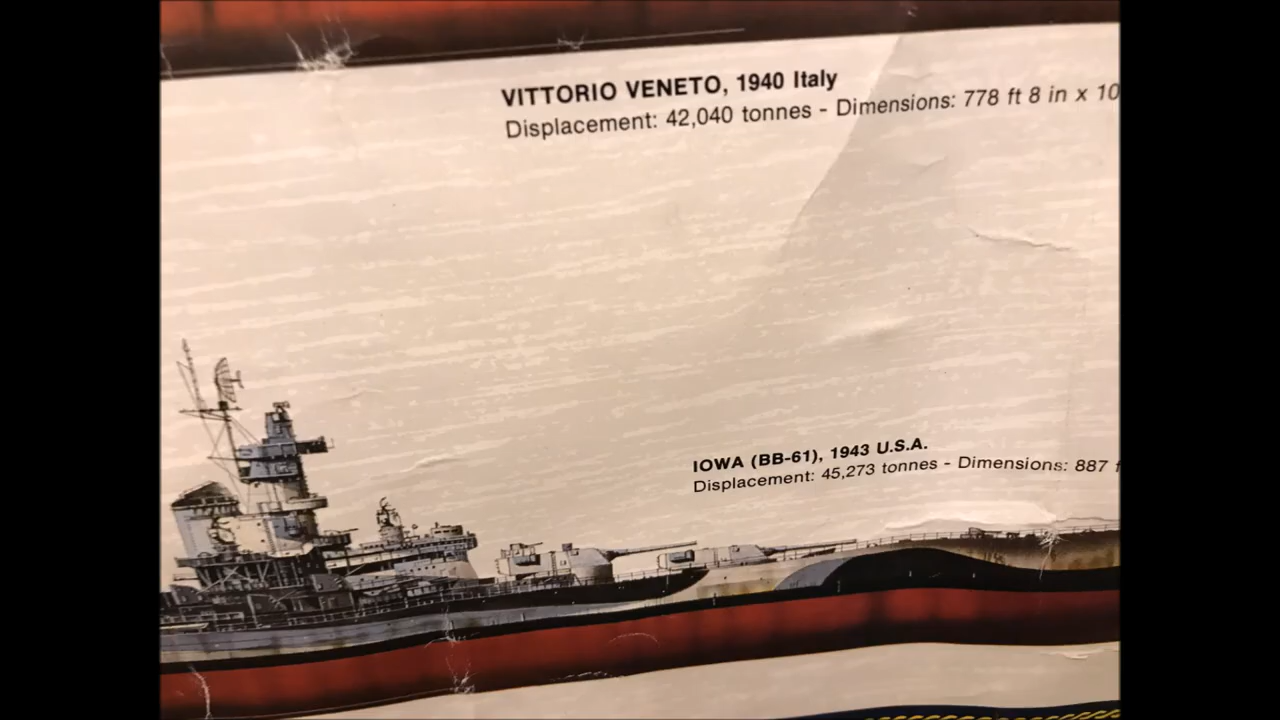 VITTORIO VENETO, 1940 Italy
Displacement: 42,040 tonnes - Dimensions: 778 ft 8 in x 10
IOWA (BB-61), 1943 U.S.A.
Displacement: 45,273 tonnes - Dimensions: 887 f